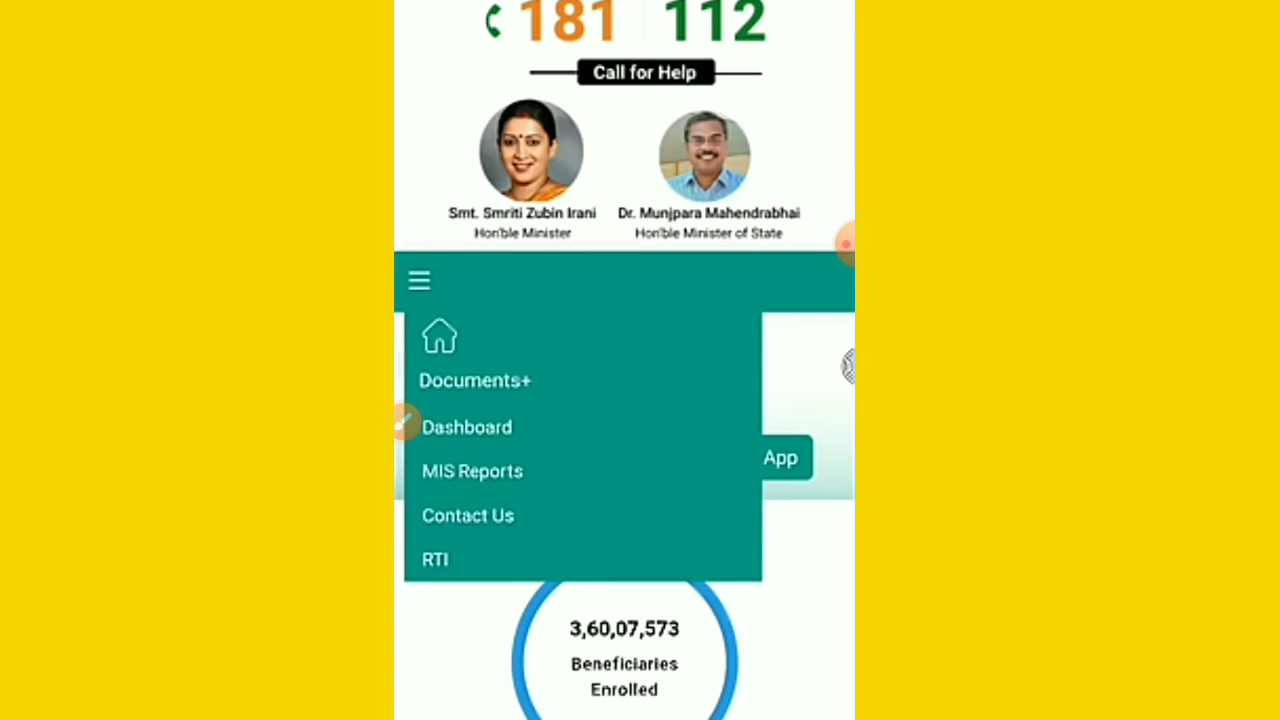 181 112
Call for Help
Smt. Smriti Zubin Irani Dr. Munjpara Mahendrabhai
Hon'ble Minister Hon'ble Minister of State
Documents+
Dashboard
App
MIS Reports
Contact Us
RTI
3,60,07,573
Beneficiaries
Enrolled